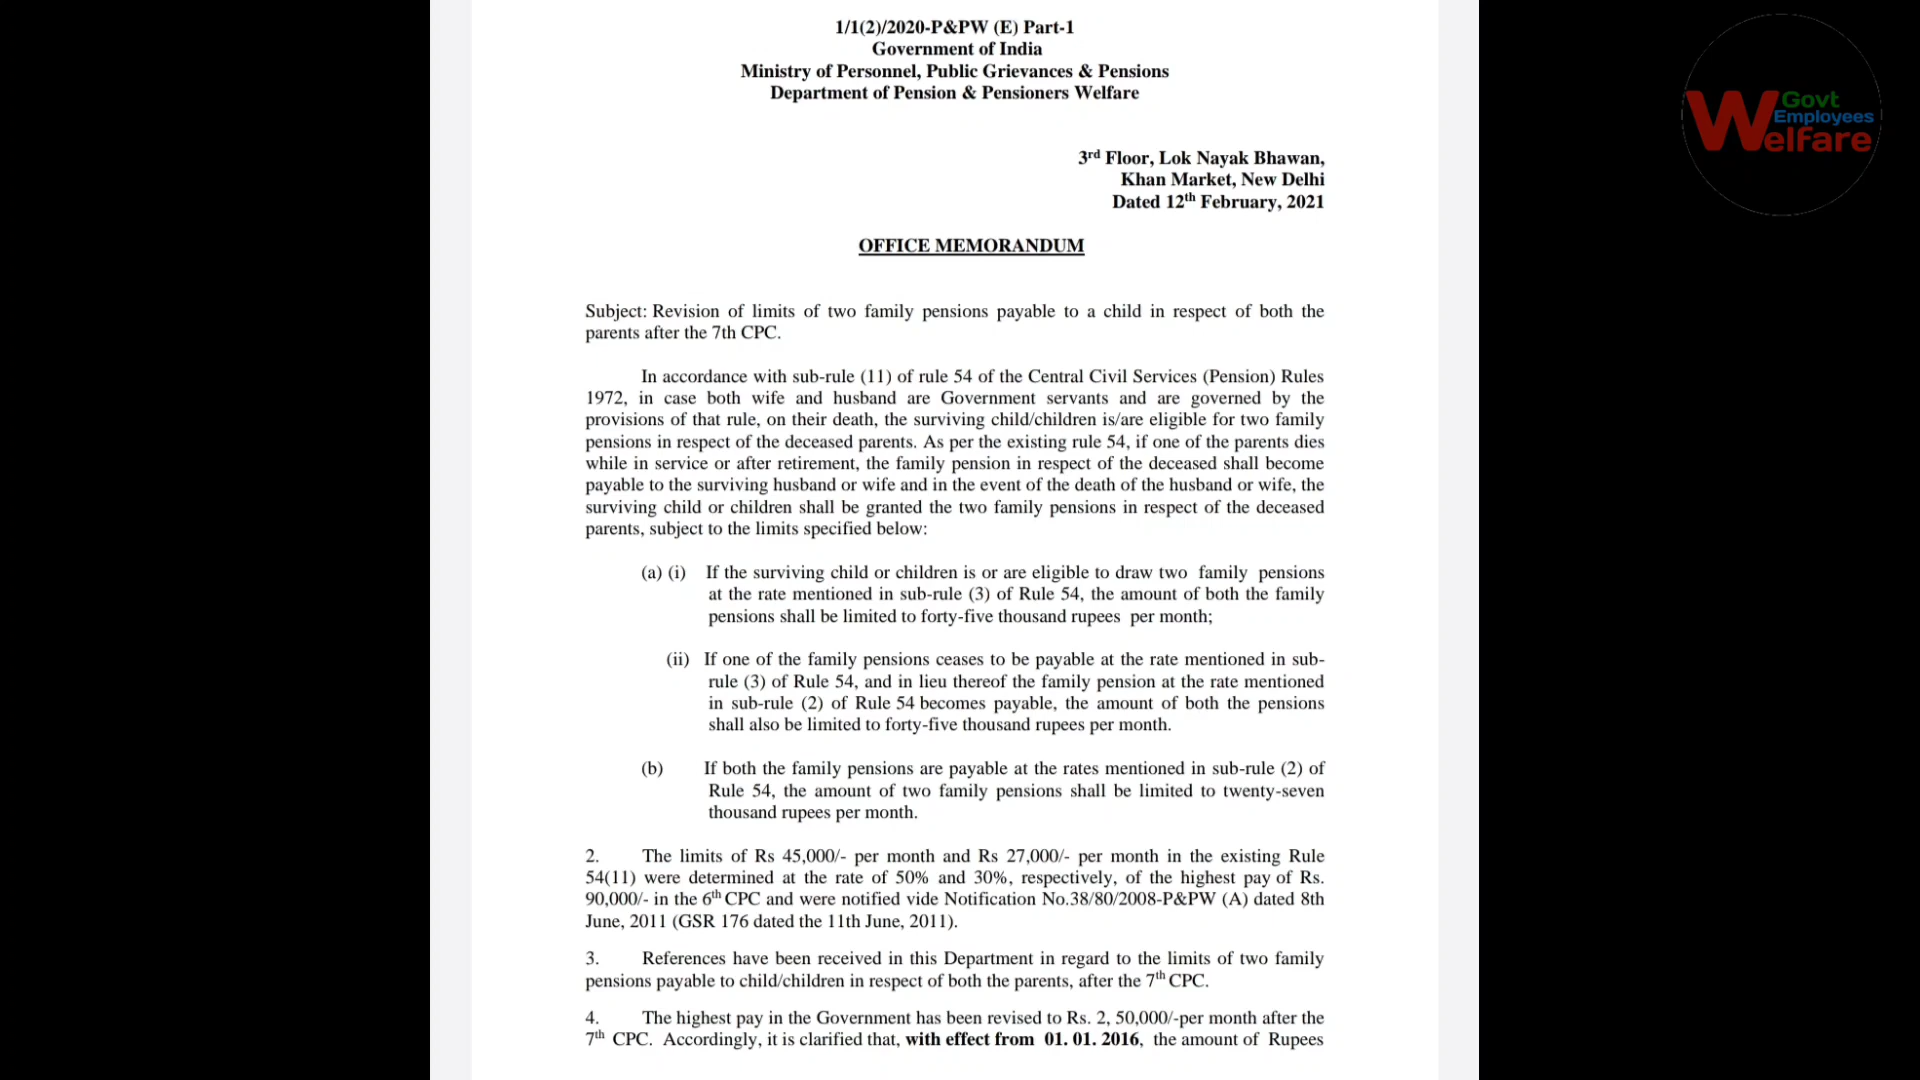 1/1(2)/2020-P&PW (E) Part-1
Government of India
Ministry of Personnel, Public Grievances & Pensions
Department of Pension & Pensioners Welfare
Govt
Employees
Welfare
3rd Floor, Lok Nayak Bhawan,
Khan Market, New Delhi
Dated 12th February, 2021
OFFICE MEMORANDUM
Subject: Revision of limits of two family pensions payable to a child in respect of both the
parents after the 7th CPC.
In accordance with sub-rule (11) of rule 54 of the Central Civil Services (Pension) Rules
1972, in case both wife and husband are Government servants and are governed by the
provisions of that rule, on their death, the surviving child/children is/are eligible for two family
pensions in respect of the deceased parents. As per the existing rule 54, if one of the parents dies
while in service or after retirement, the family pension in respect of the deceased shall become
payable to the surviving husband or wife and in the event of the death of the husband or wife, the
surviving child or children shall be granted the two family pensions in respect of the deceased
parents, subject to the limits specified below:
(a) (i) If the surviving child or children is or are eligible to draw two family pensions
at the rate mentioned in sub-rule (3) of Rule 54, the amount of both the family
pensions shall be limited to forty-five thousand rupees per month;
(ii) If one of the family pensions ceases to be payable at the rate mentioned in sub-
rule (3) of Rule 54, and in lieu thereof the family pension at the rate mentioned
in sub-rule (2) of Rule 54 becomes payable, the amount of both the pensions
shall also be limited to forty-five thousand rupees per month.
(b) If both the family pensions are payable at the rates mentioned in sub-rule (2) of
Rule 54, the amount of two family pensions shall be limited to twenty-seven
thousand rupees per month.
2. The limits of Rs 45,000/- per month and Rs 27,000/- per month in the existing Rule
54(11) were determined at the rate of 50% and 30%, respectively, of the highest pay of Rs.
90,000/- in the 6th CPC and were notified vide Notification No.38/80/2008-P&PW (A) dated 8th
June, 2011 (GSR 176 dated the 11th June, 2011).
3. References have been received in this Department in regard to the limits of two family
pensions payable to child/children in respect of both the parents, after the 7th CPC.
4. The highest pay in the Government has been revised to Rs. 2, 50,000/-per month after the
7th CPC. Accordingly, it is clarified that, with effect from 01. 01. 2016, the amount of Rupees